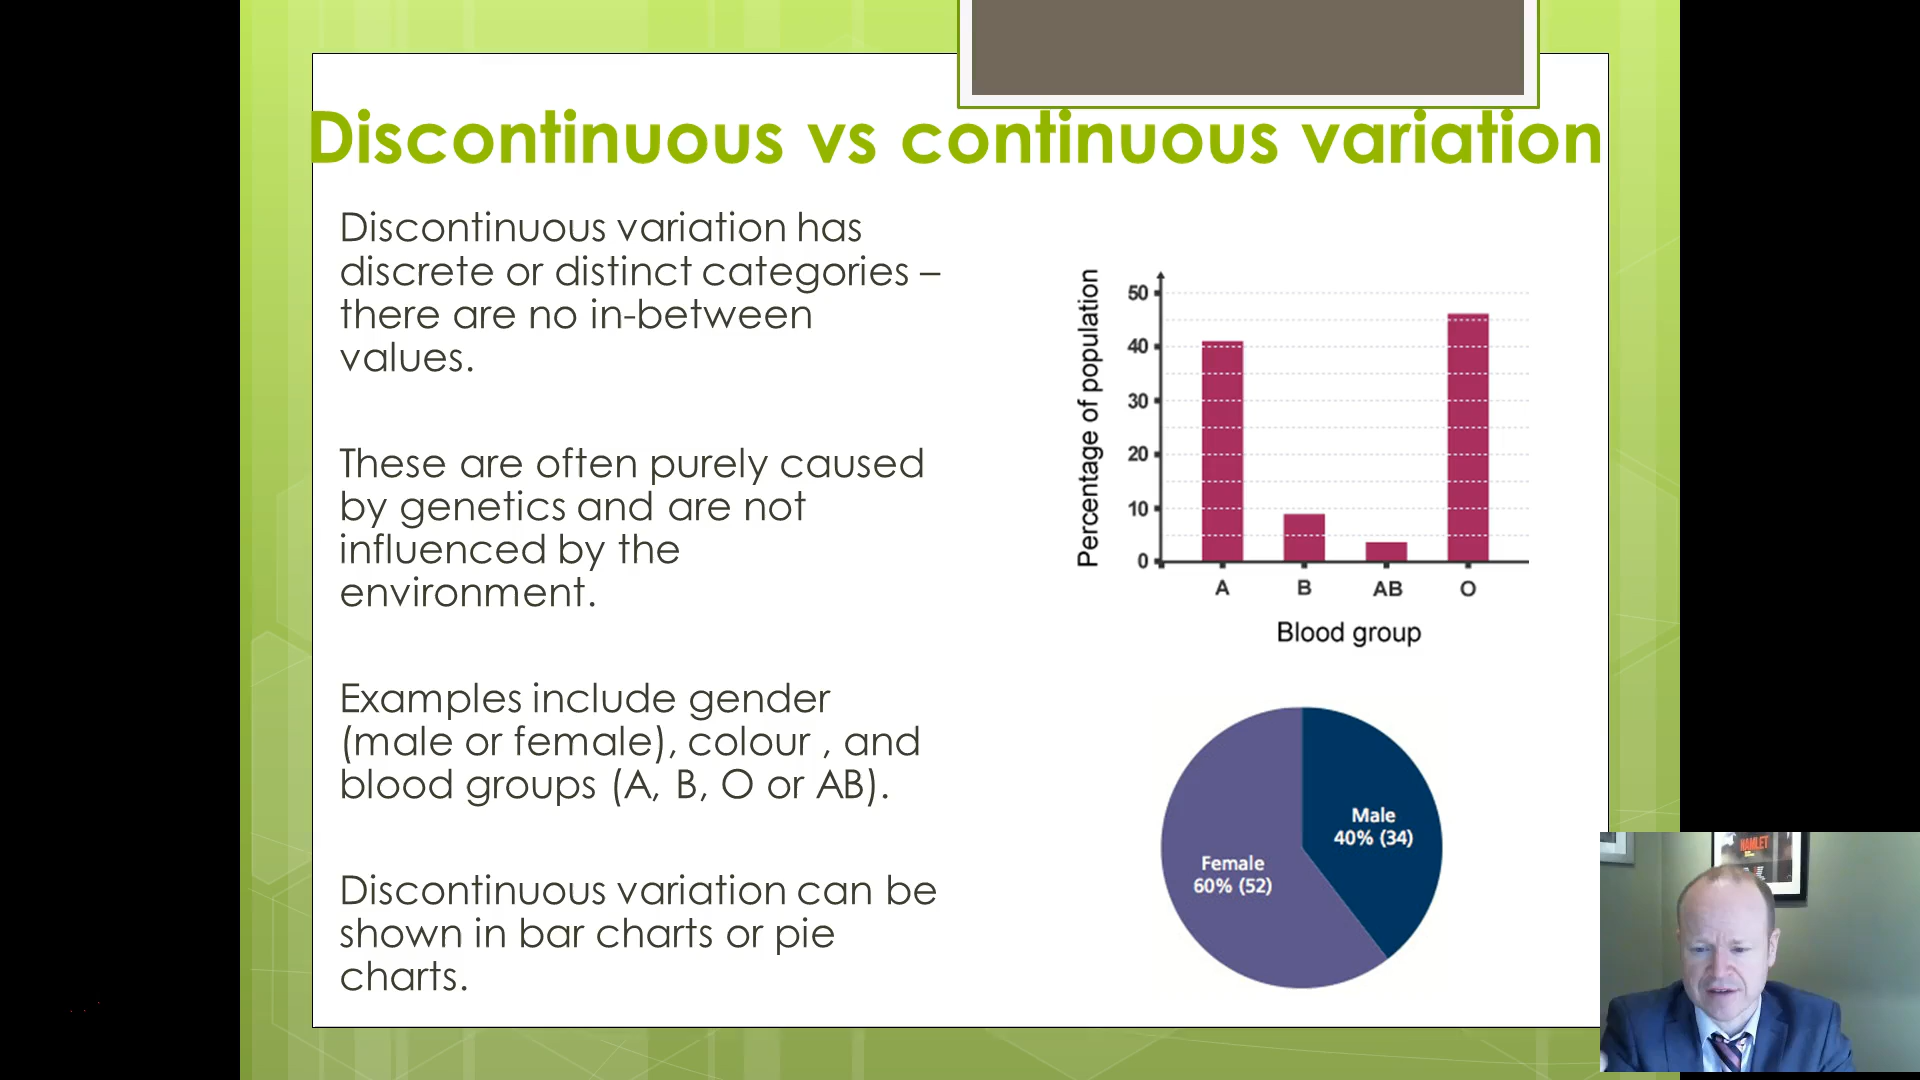 Discontinuous vs continuous variation
Discontinuous variation has
discrete or distinct categories –
there are no in-between
values.
These are often purely caused
by genetics and are not
influenced by the
environment.
Examples include gender
(male or female), colour , and
blood groups (A, B, O or AB).
Discontinuous variation can be
shown in bar charts or pie
charts.
Percentage of population
50
40
30
20
10
0
A B AB O
Blood group
Male
40% (34)
Female
60% (52)
HAMLET